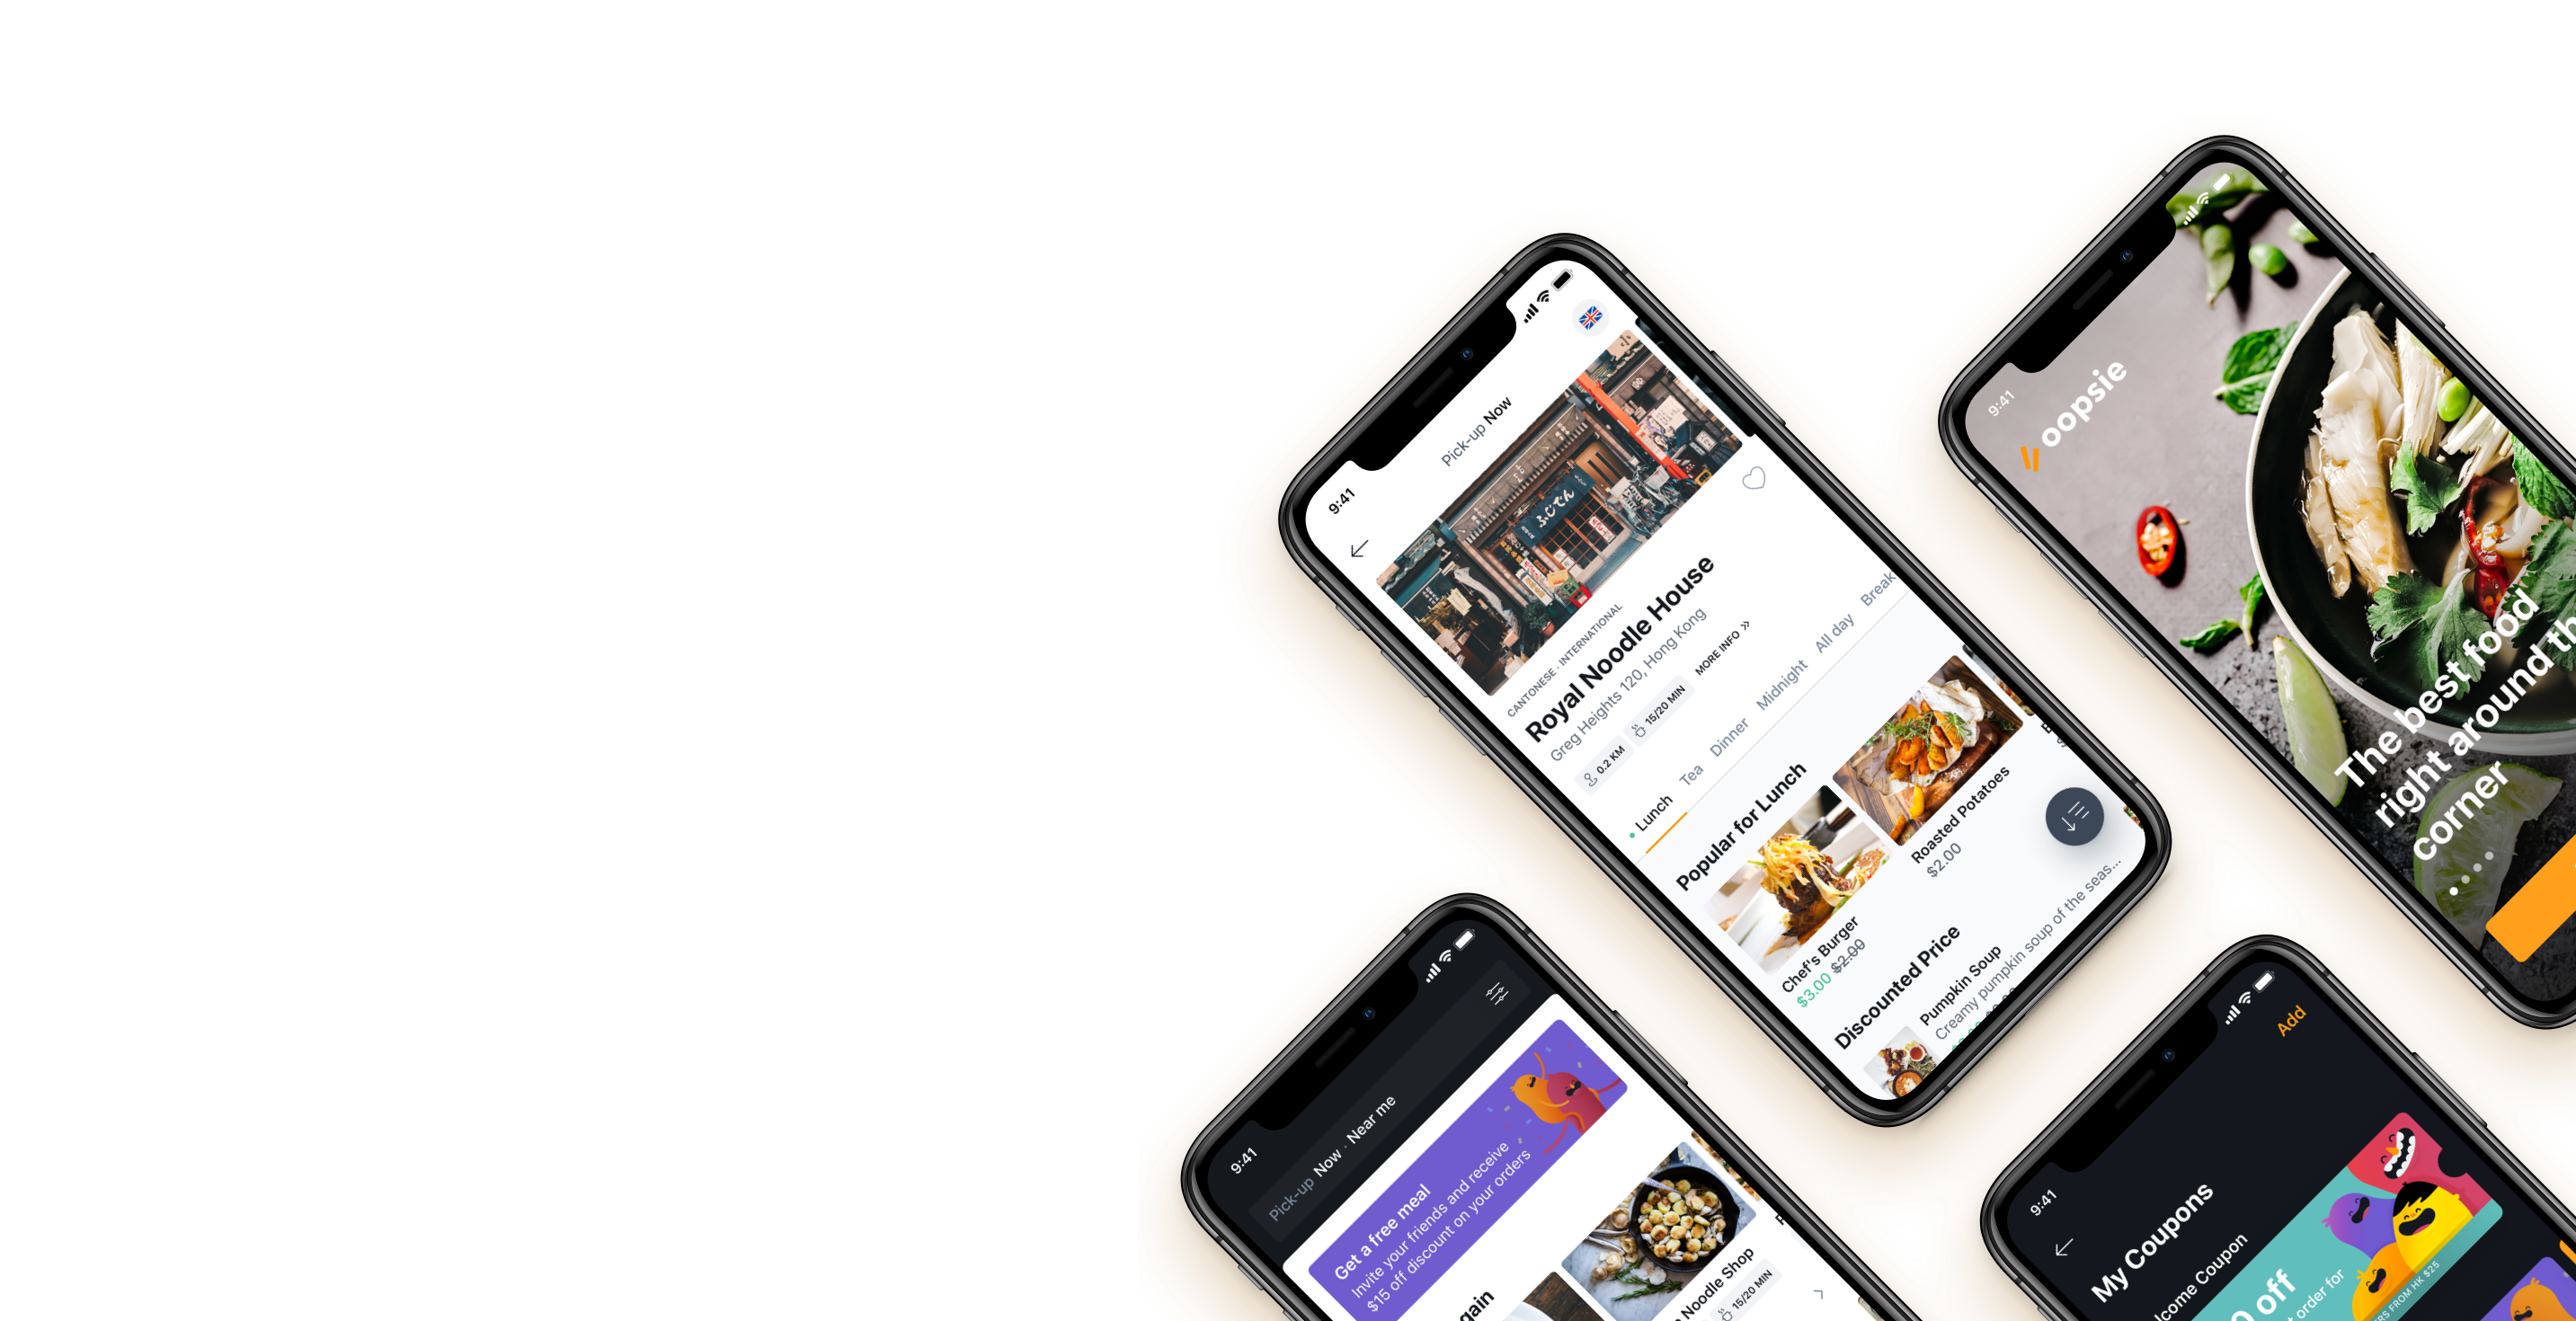 9:41
Pick-up Now
ふじでん
CANTONESE · INTERNATIONAL
Royal Noodle House
Greg Heights 120, Hong Kong
0.2 KM
15/20 MIN
MORE INFO »
Lunch Tea Dinner Midnight All day Break
Popular for Lunch
Chef's Burger
$3.00 $2.00
Roasted Potatoes
$2.00
Discounted Price
Pumpkin Soup
Creamy pumpkin soup of the seas...
9:41
oopsie
The best food
right around th
corner
9:41
Pick-up Now · Near me
Get a free meal
Invite your friends and receive
$15 off discount on your orders
gain
Noodle Shop
15/20 MIN
9:41
Add
My Coupons
lcome Coupon
0 off
t order for
RS FROM HK $25